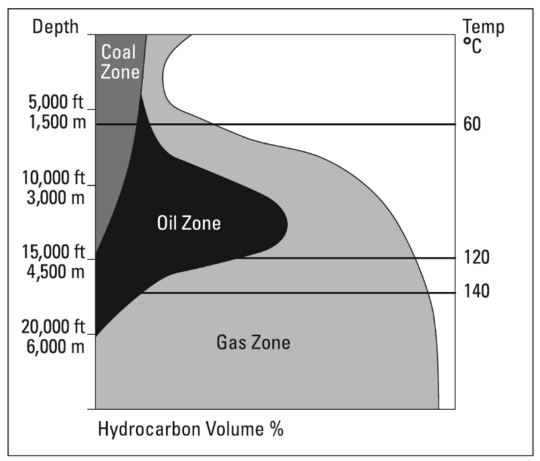 Depth
Temp
°C
Coal
Zone
5,000 ft
1,500 m
60
10,000 ft
3,000 m
Oil Zone
15,000 ft
4,500 m
120
140
20,000 ft
6,000 m
Gas Zone
Hydrocarbon Volume %